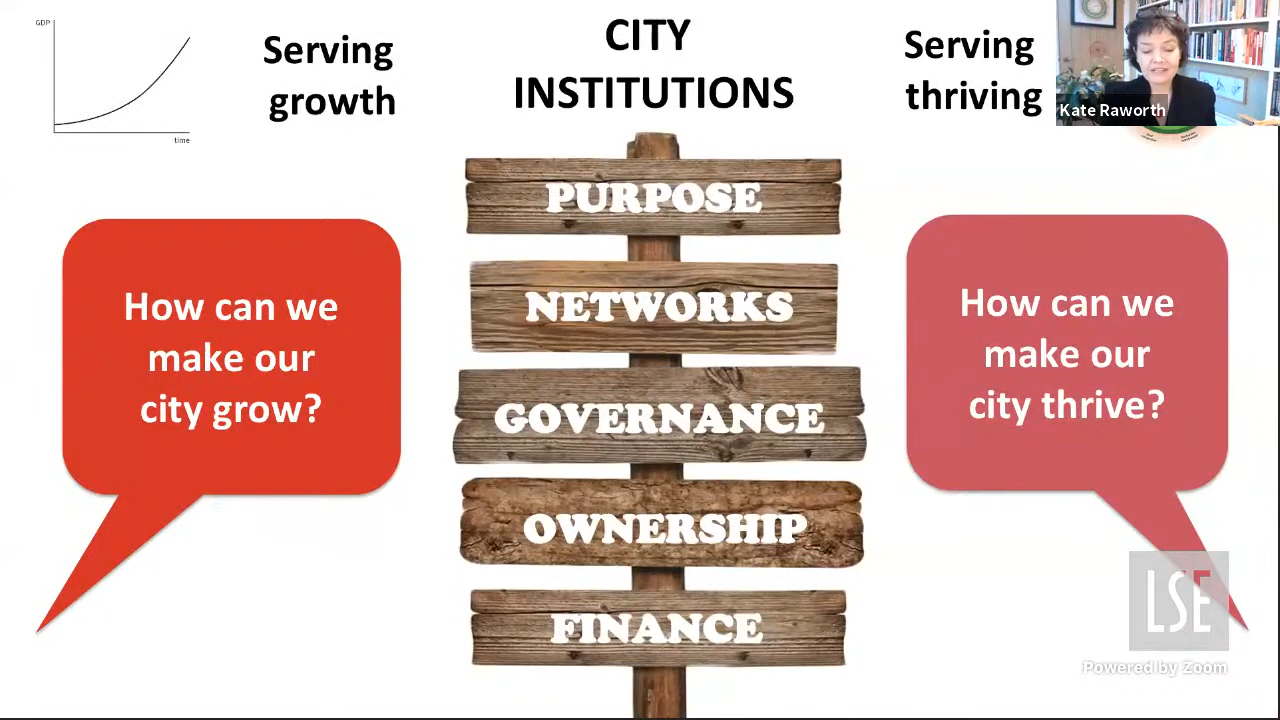 GDP
time
Serving
growth
CITY
INSTITUTIONS
Serving
thriving
Kate Raworth
PURPOSE
NETWORKS
GOVERNANCE
OWNERSHIP
FINANCE
How can we
make our
city grow?
How can we
make our
city thrive?
LSE
Powered by Zoom